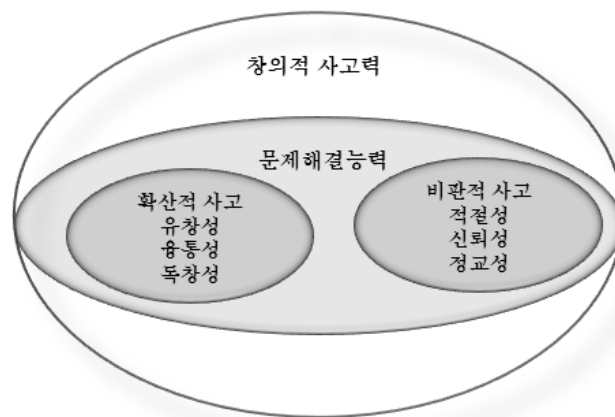 창의적 사고력
문제해결능력
확산적 사고
유창성
융통성
독창성
비판적 사고
적절성
신뢰성
정교성